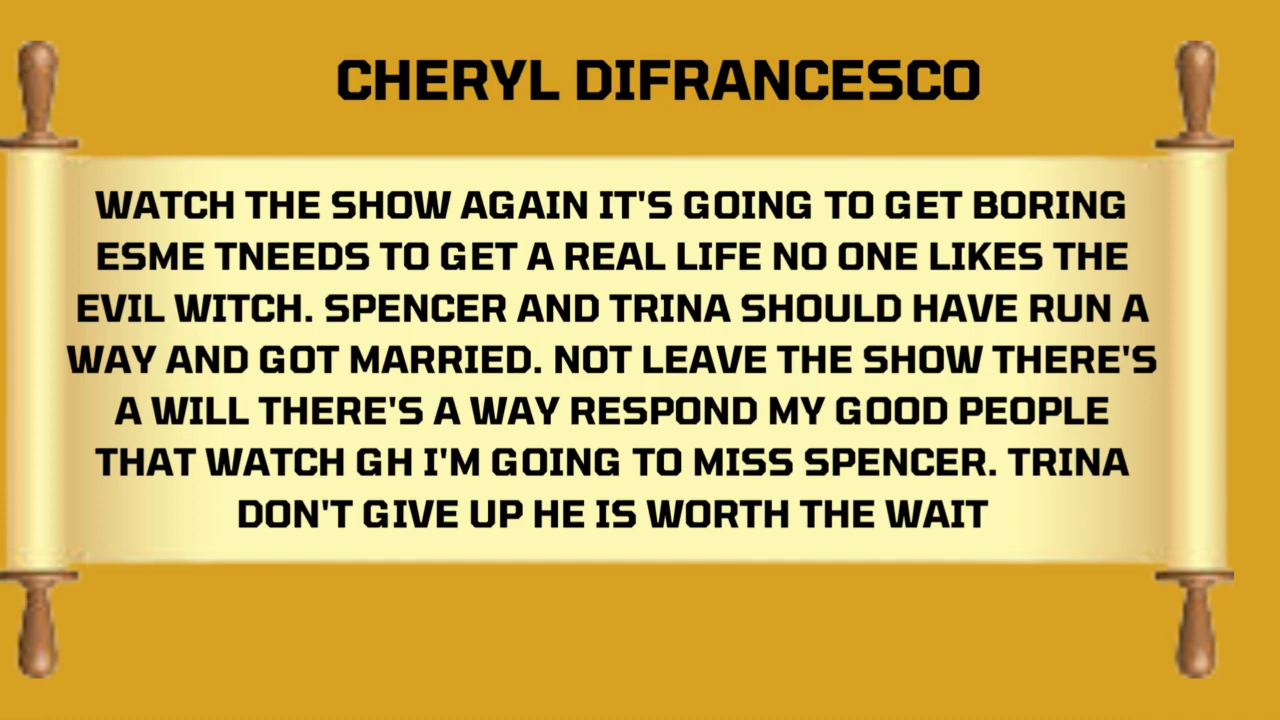 CHERYL DIFRANCESCO
WATCH THE SHOW AGAIN IT'S GOING TO GET BORING
ESME TNEEDS TO GET A REAL LIFE NO ONE LIKES THE
EVIL WITCH. SPENCER AND TRINA SHOULD HAVE RUN A
WAY AND GOT MARRIED. NOT LEAVE THE SHOW THERE'S
A WILL THERE'S A WAY RESPOND MY GOOD PEOPLE
THAT WATCH GH I'M GOING TO MISS SPENCER. TRINA
DON'T GIVE UP HE IS WORTH THE WAIT